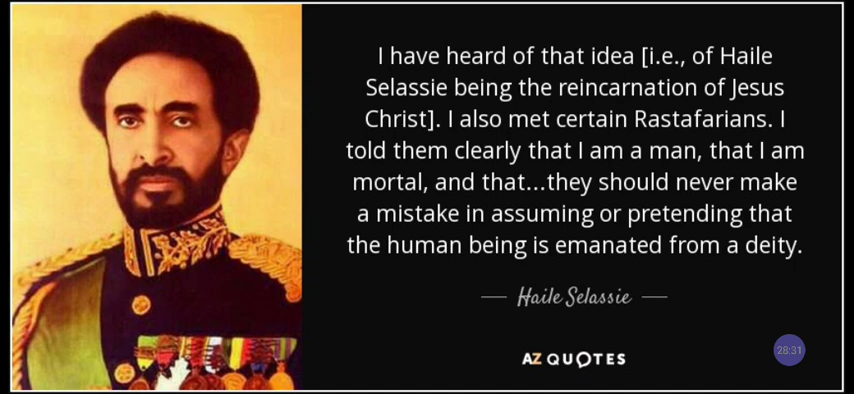 I have heard of that idea [i.e., of Haile
Selassie being the reincarnation of Jesus
Christ]. I also met certain Rastafarians. I
told them clearly that I am a man, that I am
mortal, and that...they should never make
a mistake in assuming or pretending that
the human being is emanated from a deity.
Haile Selassie
AZ QUOTES
28:31